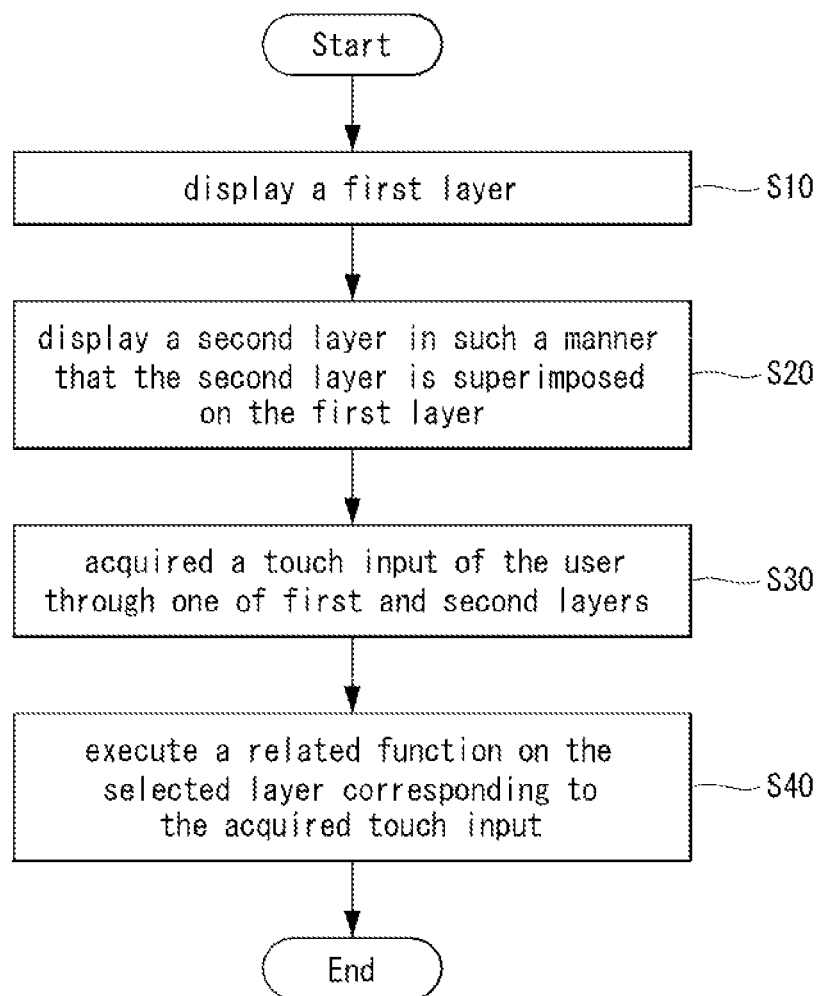 Start
display a first layer
S10
display a second layer in such a manner
that the second layer is superimposed
on the first layer
S20
acquired a touch input of the user
through one of first and second layers
S30
execute a related function on the
selected layer corresponding to
the acquired touch input
S40
End